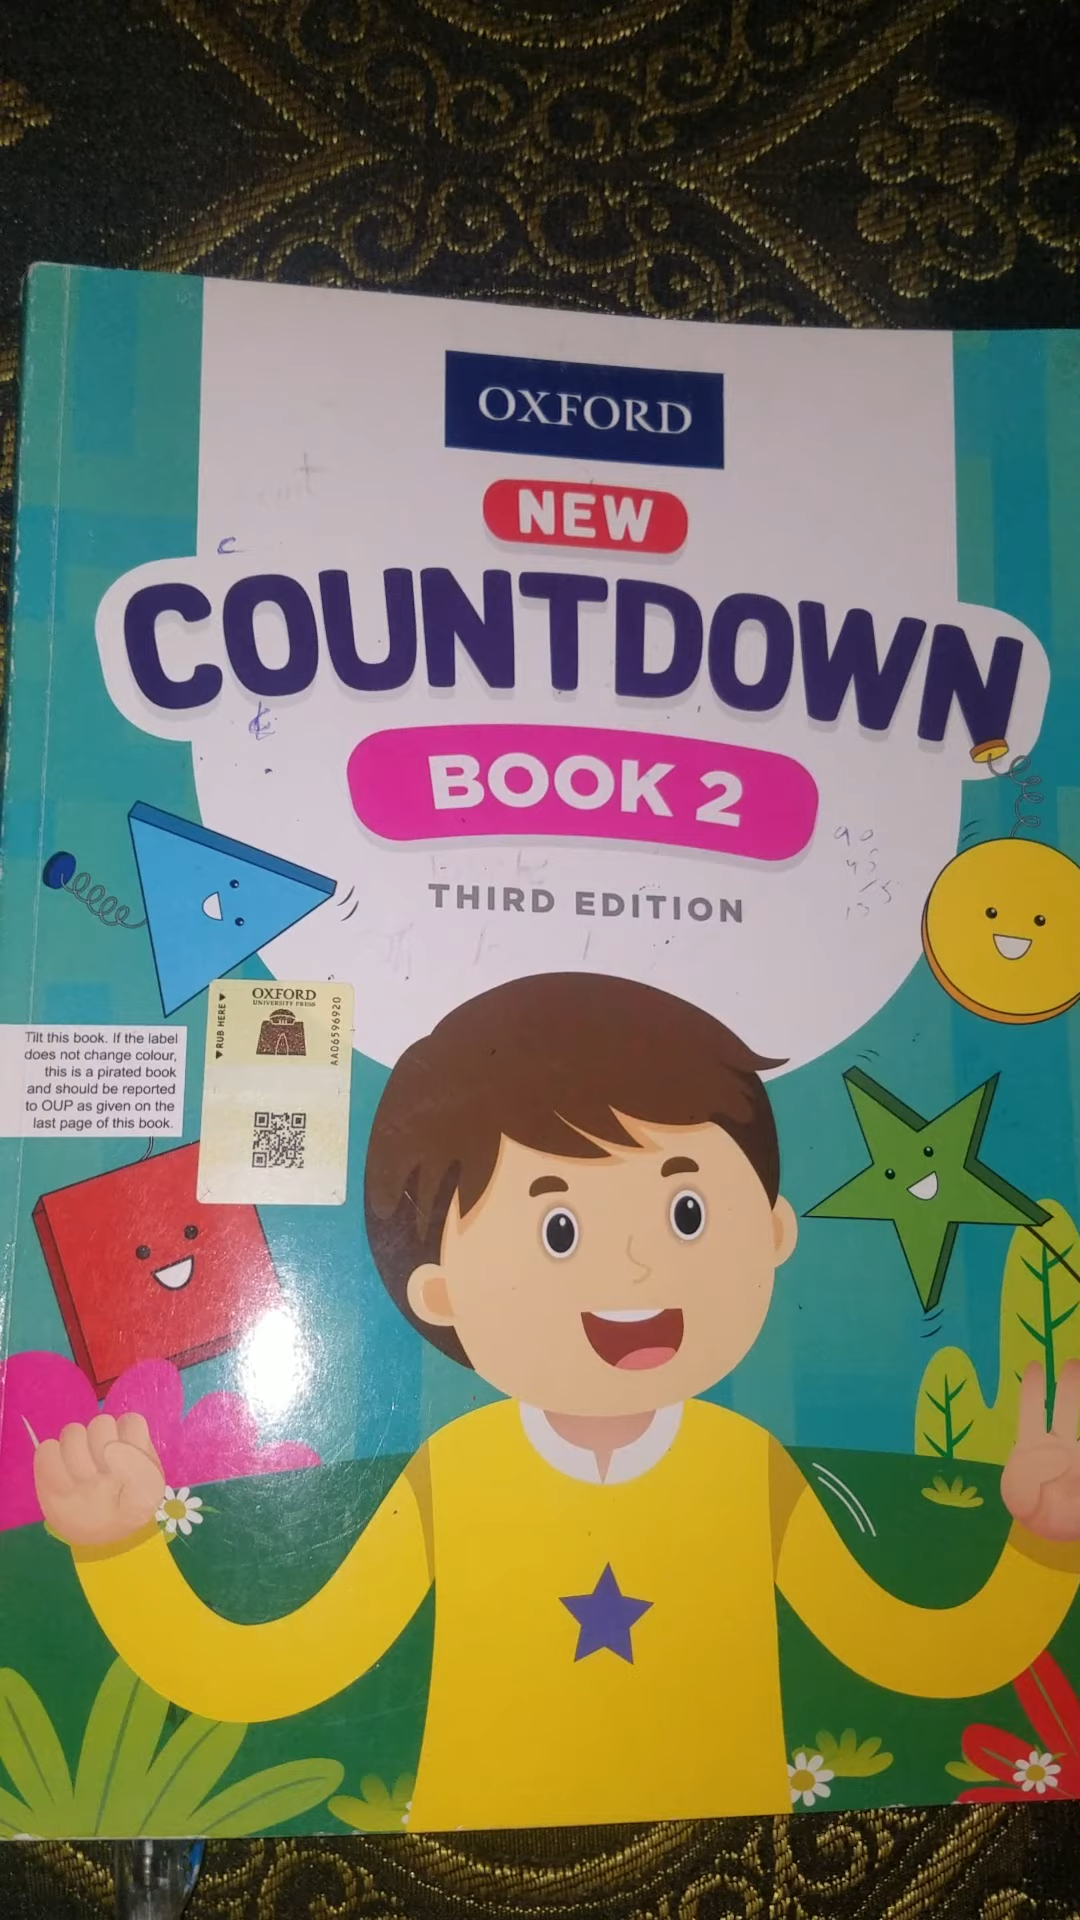 OXFORD
NEW
COUNTDOWN
BOOK 2
THIRD EDITION
Tilt this book. If the label
does not change colour,
this is a pirated book
and should be reported
to OUP as given on the
last page of this book.
▼RUB HERE▼
OXFORD
UNIVERSITY PRESS
AA06596920
c
90
45